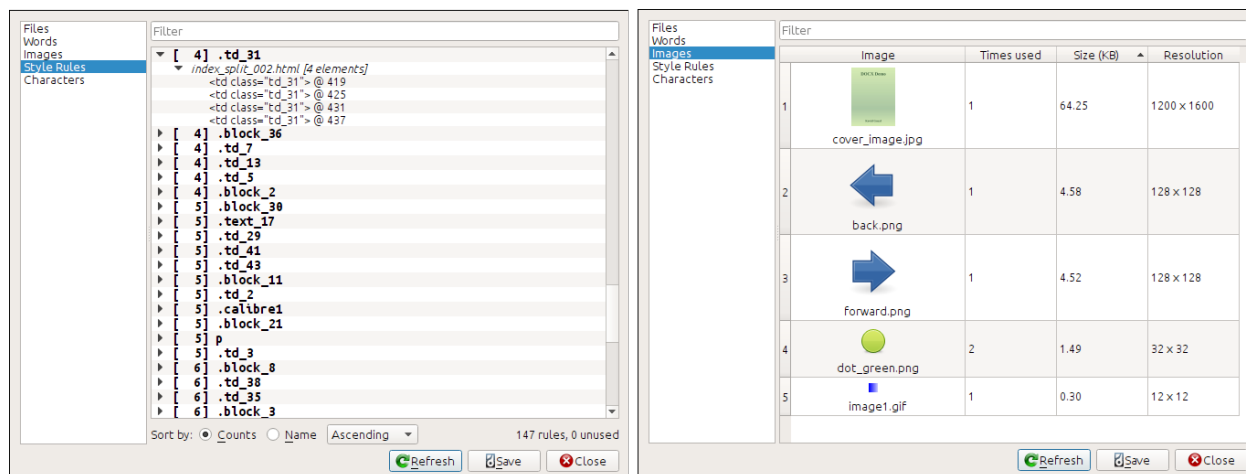 Files
Words
Images
Style Rules
Characters
Filter
[ 4] .td_31
index_split_002.html [4 elements]
<td class="td_31"> @ 419
<td class="td_31"> @ 425
<td class="td_31"> @ 431
<td class="td_31"> @ 437
[ 4] .block_36
[ 4] .td_7
[ 4] .td_13
[ 4] .td_5
[ 4] .block_2
[ 5] .block_30
[ 5] .text_17
[ 5] .td_29
[ 5] .td_41
[ 5] .td_43
[ 5] .block_11
[ 5] .td_2
[ 5] .calibre1
[ 5] .block_21
[ 5] p
[ 5] .td_3
[ 6] .block_8
[ 6] .td_38
[ 6] .td_35
[ 6] .block_3
Sort by: Counts Name Ascending 147 rules, 0 unused
Refresh Save Close
Files
Words
Images
Style Rules
Characters
Filter
Image Times used Size (KB) Resolution
DOCX Demo
1 1 64.25 1200 x 1600
cover_image.jpg
2 1 4.58 128 x 128
back.png
3 1 4.52 128 x 128
forward.png
4 2 1.49 32 x 32
dot_green.png
5 1 0.30 12 x 12
image1.gif
Refresh Save Close